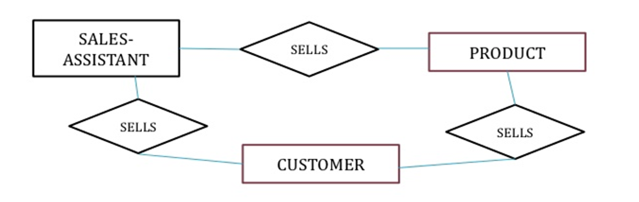 SALES-
ASSISTANT
SELLS
PRODUCT
SELLS
SELLS
CUSTOMER